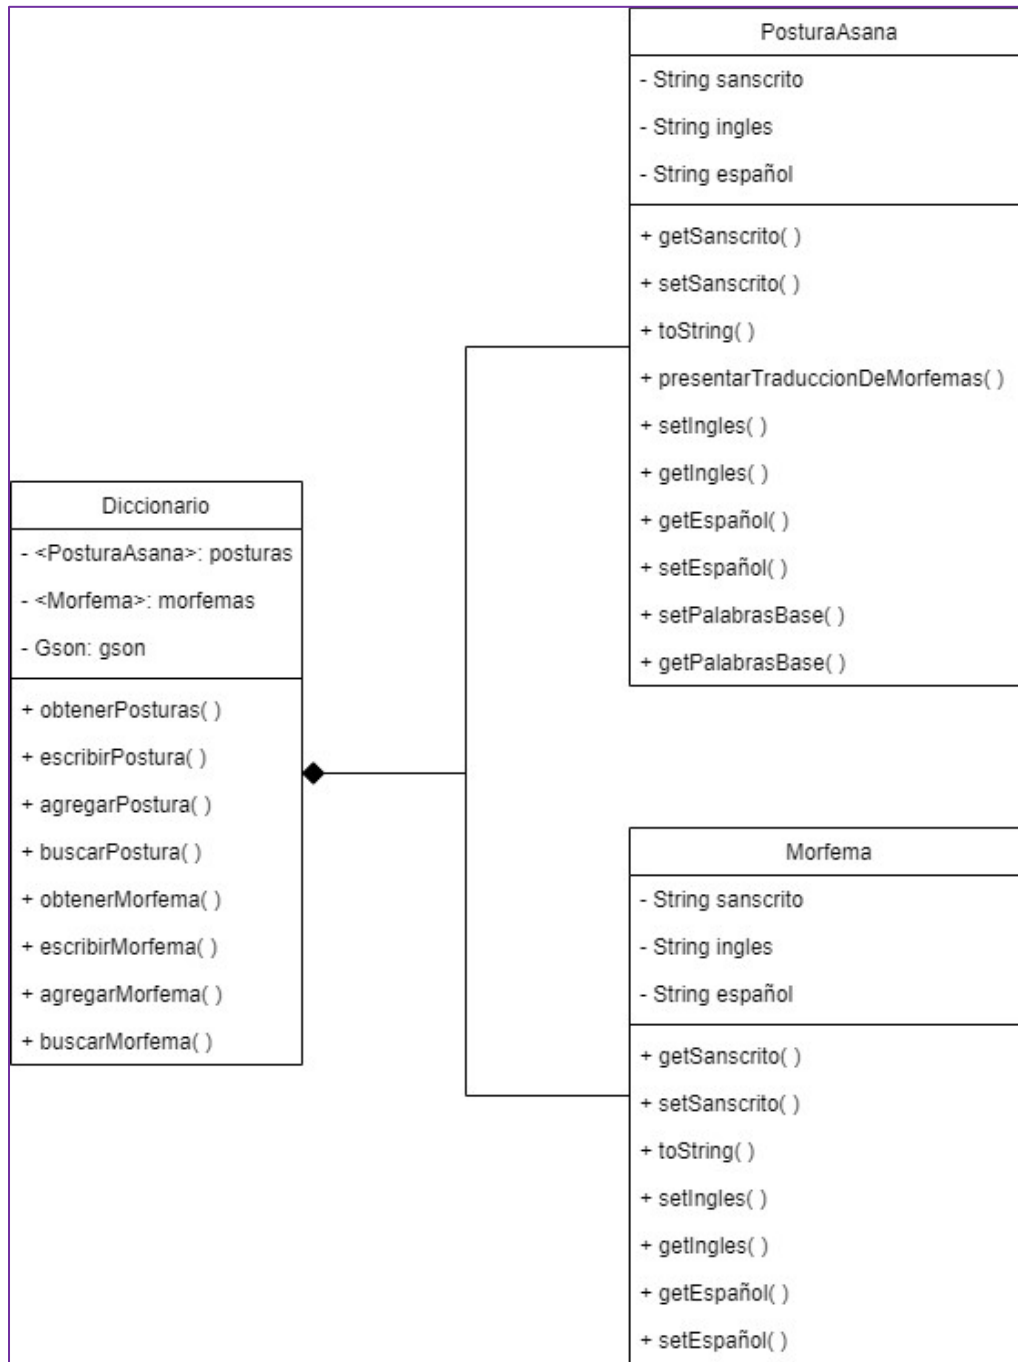 PosturaAsana
- String sanscrito
- String ingles
- String español
+ getSanscrito( )
+ setSanscrito( )
+ toString( )
+ presentarTraduccionDeMorfemas( )
+ setIngles( )
+ getIngles( )
+ getEspañol( )
+ setEspañol( )
+ setPalabrasBase( )
+ getPalabrasBase( )
Diccionario
- <PosturaAsana>: posturas
- <Morfema>: morfemas
- Gson: gson
+ obtenerPosturas( )
+ escribirPostura( )
+ agregarPostura( )
+ buscarPostura( )
+ obtenerMorfema( )
+ escribirMorfema( )
+ agregarMorfema( )
+ buscarMorfema( )
Morfema
- String sanscrito
- String ingles
- String español
+ getSanscrito( )
+ setSanscrito( )
+ toString( )
+ setIngles( )
+ getIngles( )
+ getEspañol( )
+ setEspañol( )